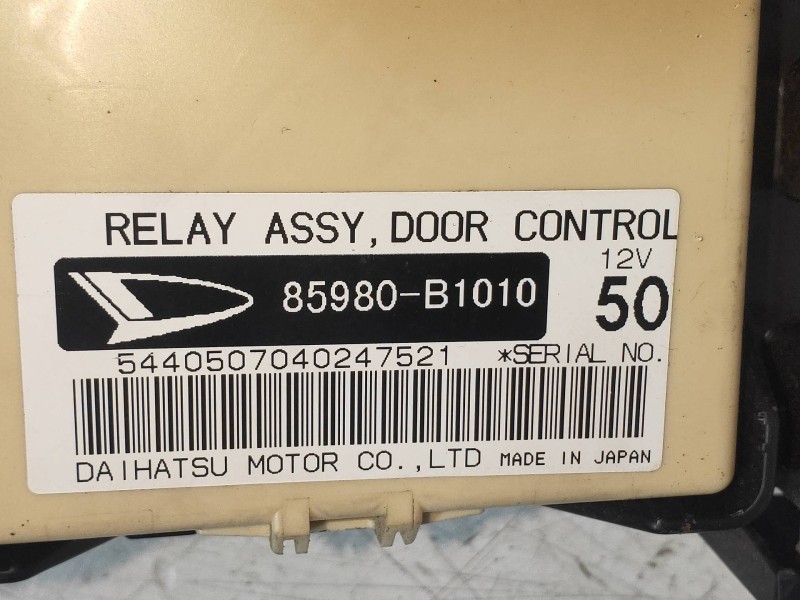 RELAY ASSY, DOOR CONTROL
12V
85980-B1010
50
5440507040247521 *SERIAL NO.
DAIHATSU MOTOR CO.,LTD MADE IN JAPAN